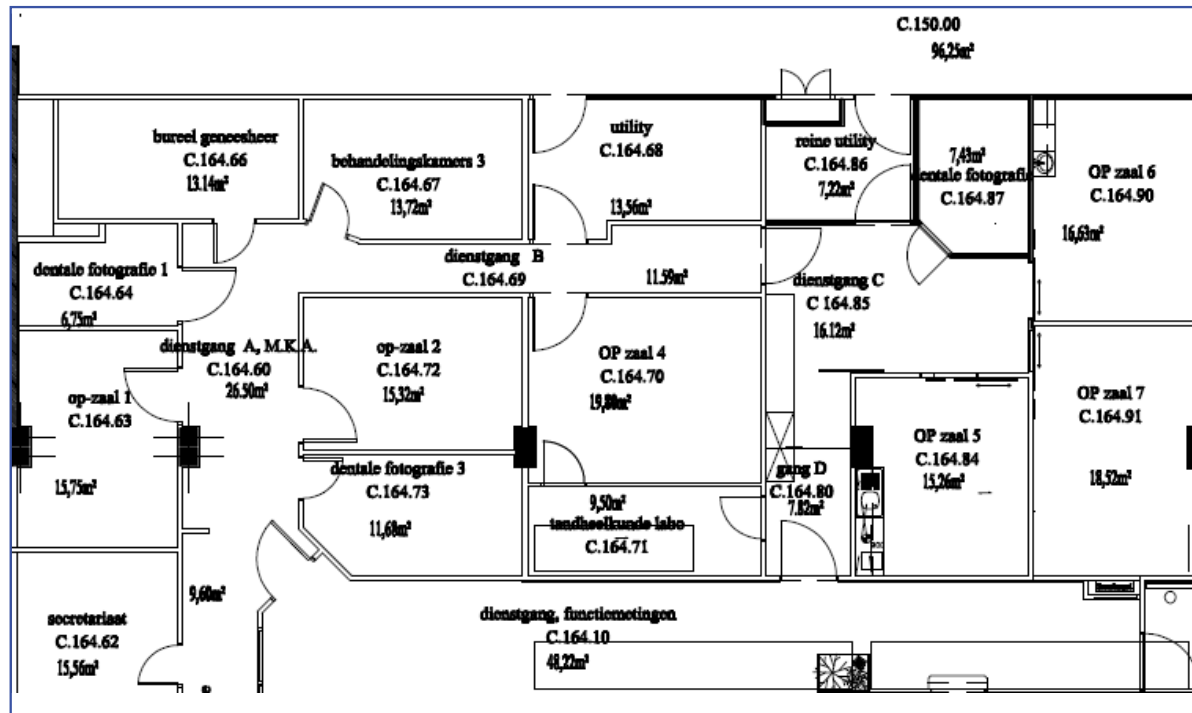 C.150.00
96,25m²
bureel geneesheer
C.164.66
13.14m²
behandelingskamers 3
C.164.67
13,72m²
utility
C.164.68
13,56m²
reine utility
C.164.86
7,22m²
7,43m²
dentale fotografie
C.164.87
OP zaal 6
C.164.90
16,63m²
dentale fotografie 1
C.164.64
6,75m²
dienstgang B
C.164.69
11.59m²
dienstgang C
C 164.85
16.12m²
dienstgang A, M.K.A.
C.164.60
26.50m²
op-zaal 1
C.164.63
15,75m²
op-zaal 2
C.164.72
15,32m²
OP zaal 4
C.164.70
19,88m²
OP zaal 7
C.164.91
18,52m²
OP zaal 5
C.164.84
15,26m²
dentale fotografie 3
C.164.73
11,68m²
gang D
C.164.80
7.82m²
9,50m²
tandheelkunde labo
C.164.71
9,60m²
secretariaat
C.164.62
15,56m²
dienstgang, functiemetingen
C.164.10
48,22m²